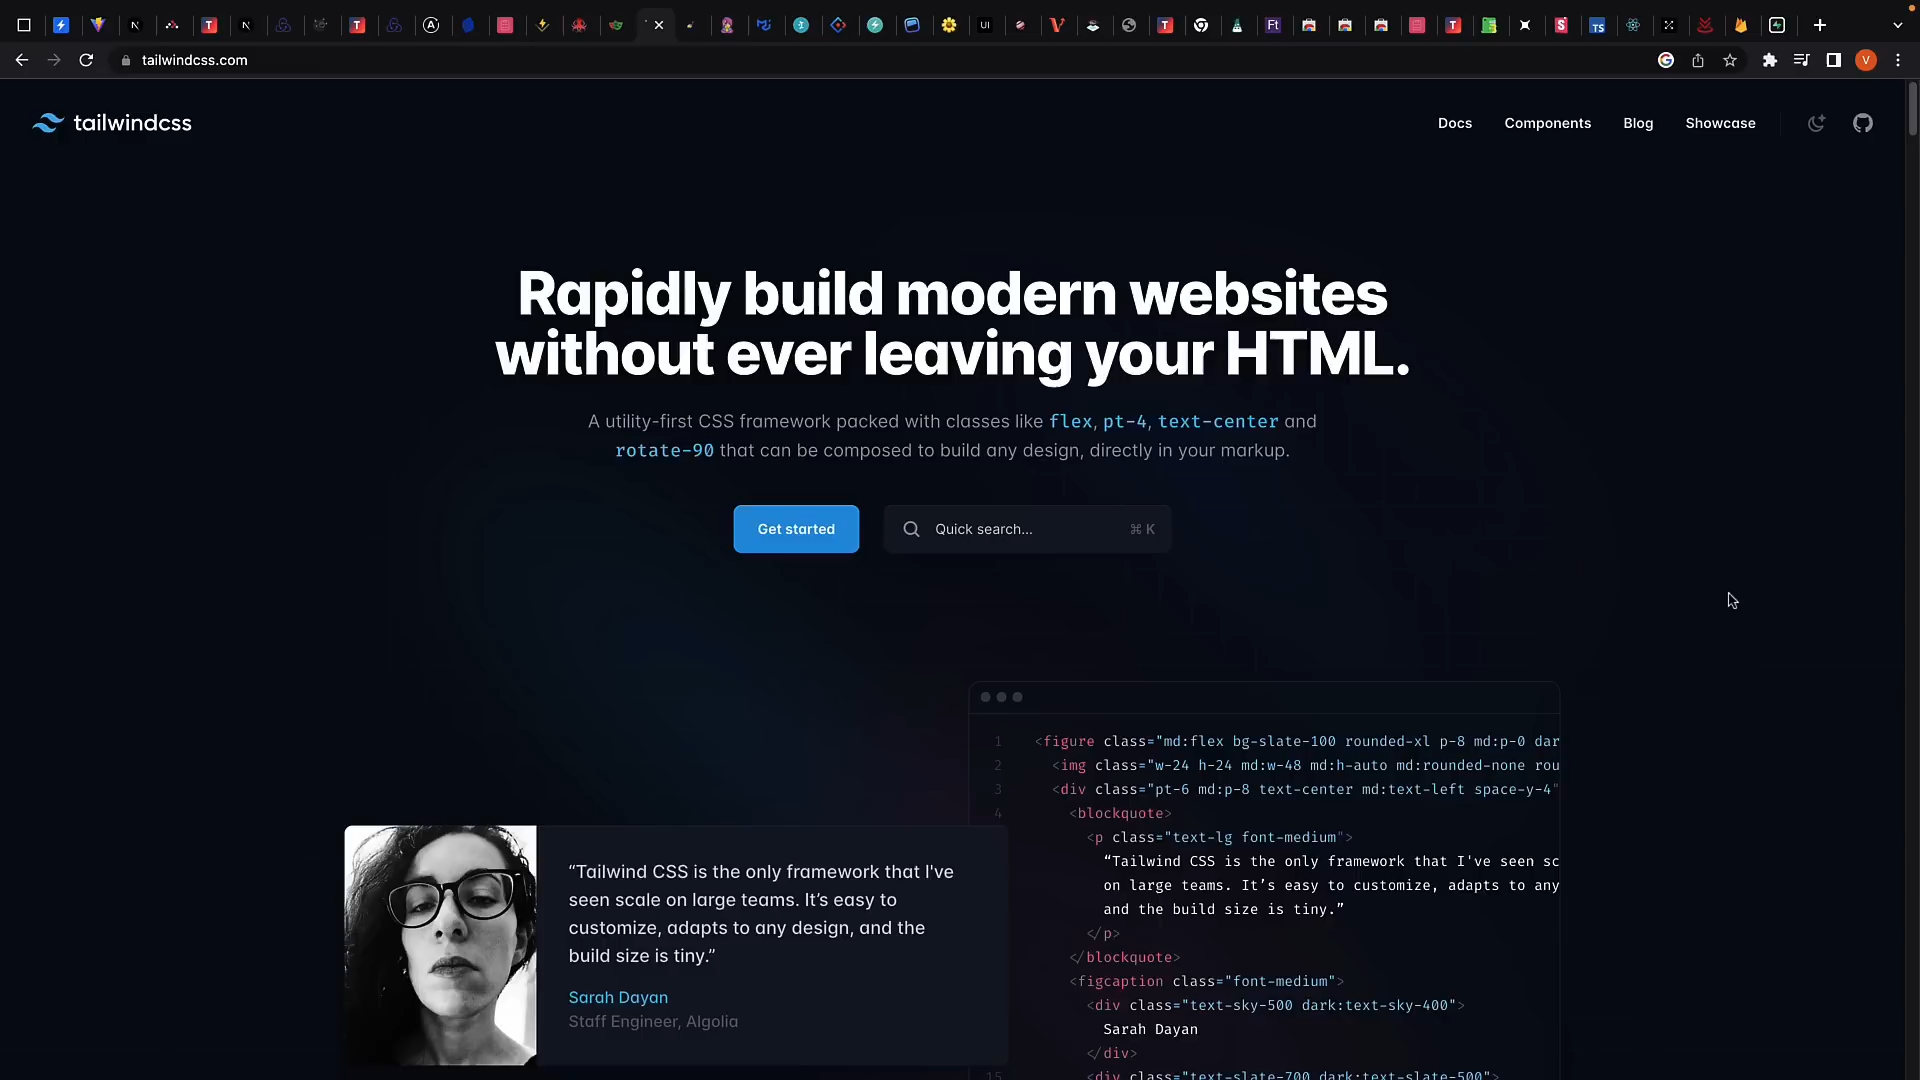 tailwindcss.com
V
tailwindcss
Docs
Components
Blog
Showcase
Rapidly build modern websites
without ever leaving your HTML.
A utility-first CSS framework packed with classes like flex, pt-4, text-center and
rotate-90 that can be composed to build any design, directly in your markup.
Get started
Quick search...
⌘ K
1 <figure class="md:flex bg-slate-100 rounded-xl p-8 md:p-0 dar
2 <img class="w-24 h-24 md:w-48 md:h-auto md:rounded-none rou
3 <div class="pt-6 md:p-8 text-center md:text-left space-y-4"
4 <blockquote>
<p class="text-lg font-medium">
“Tailwind CSS is the only framework that I've seen sc
on large teams. It’s easy to customize, adapts to any
and the build size is tiny.”
</p>
</blockquote>
<figcaption class="font-medium">
<div class="text-sky-500 dark:text-sky-400">
Sarah Dayan
</div>
15 <div class="text-slate-700 dark:text-slate-500">
“Tailwind CSS is the only framework that I've
seen scale on large teams. It’s easy to
customize, adapts to any design, and the
build size is tiny.”
Sarah Dayan
Staff Engineer, Algolia